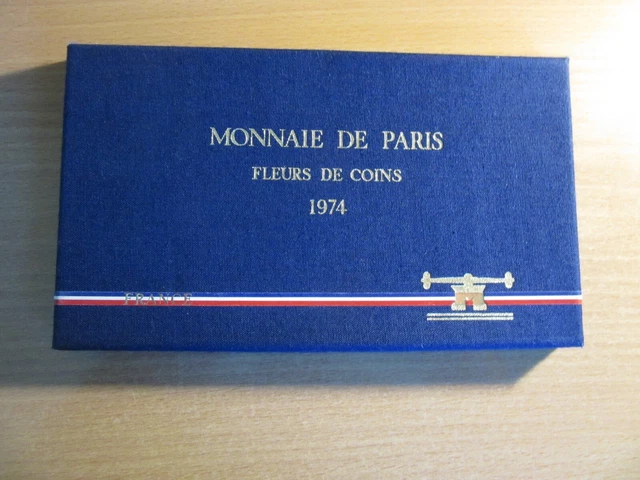 MONNAIE DE PARIS
FLEURS DE COINS
1974
FRANCE